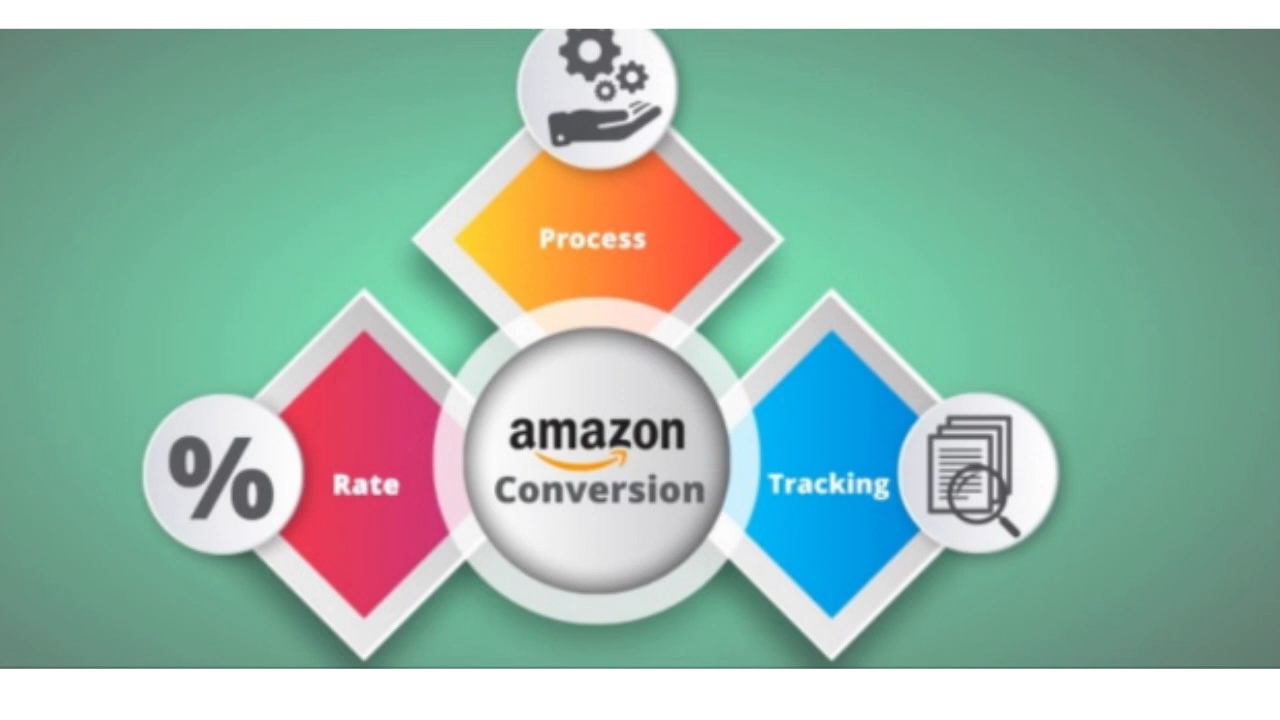 Process
Rate
amazon
Conversion
Tracking
%